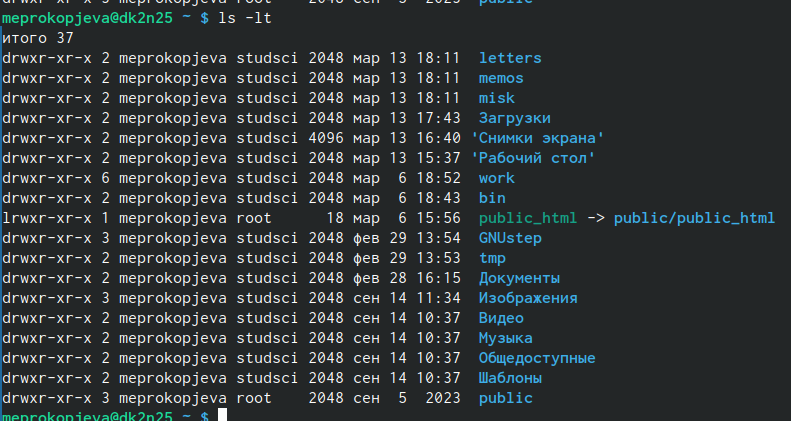 drwxr-xr-x 3 meprokopjeva root 2048 сен 5 2023 public
meprokopjeva@dk2n25 ~ $ ls -lt
итого 37
drwxr-xr-x 2 meprokopjeva studsci 2048 мар 13 18:11 letters
drwxr-xr-x 2 meprokopjeva studsci 2048 мар 13 18:11 memos
drwxr-xr-x 2 meprokopjeva studsci 2048 мар 13 18:11 misk
drwxr-xr-x 2 meprokopjeva studsci 2048 мар 13 17:43 Загрузки
drwxr-xr-x 2 meprokopjeva studsci 4096 мар 13 16:40 'Снимки экрана'
drwxr-xr-x 2 meprokopjeva studsci 2048 мар 13 15:37 'Рабочий стол'
drwxr-xr-x 6 meprokopjeva studsci 2048 мар 6 18:52 work
drwxr-xr-x 2 meprokopjeva studsci 2048 мар 6 18:43 bin
lrwxr-xr-x 1 meprokopjeva root 18 мар 6 15:56 public_html -> public/public_html
drwxr-xr-x 3 meprokopjeva studsci 2048 фев 29 13:54 GNUstep
drwxr-xr-x 2 meprokopjeva studsci 2048 фев 29 13:53 tmp
drwxr-xr-x 2 meprokopjeva studsci 2048 фев 28 16:15 Документы
drwxr-xr-x 3 meprokopjeva studsci 2048 сен 14 11:34 Изображения
drwxr-xr-x 2 meprokopjeva studsci 2048 сен 14 10:37 Видео
drwxr-xr-x 2 meprokopjeva studsci 2048 сен 14 10:37 Музыка
drwxr-xr-x 2 meprokopjeva studsci 2048 сен 14 10:37 Общедоступные
drwxr-xr-x 2 meprokopjeva studsci 2048 сен 14 10:37 Шаблоны
drwxr-xr-x 3 meprokopjeva root 2048 сен 5 2023 public
meprokopjeva@dk2n25 ~ $